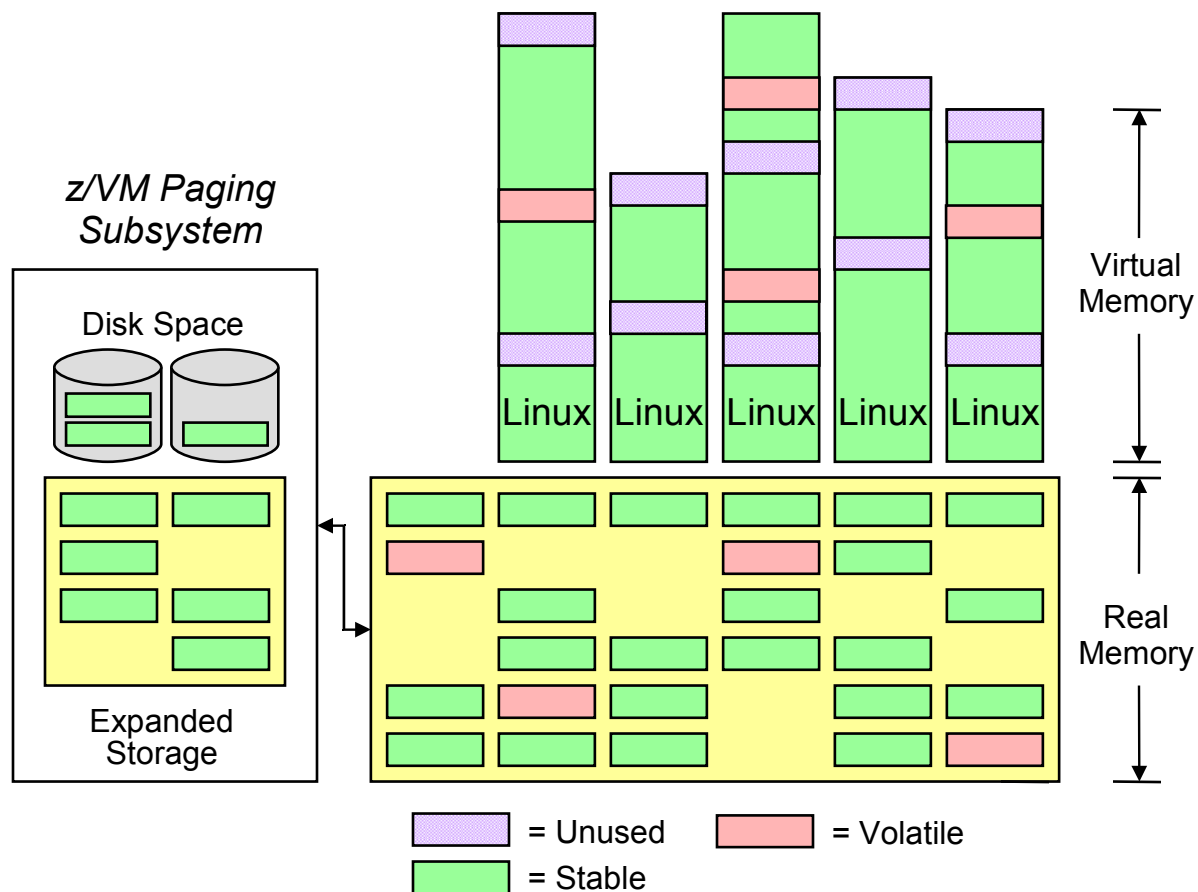 z/VM Paging
Subsystem
Disk Space
Expanded
Storage
Linux
Linux
Linux
Linux
Linux
Virtual
Memory
Real
Memory
= Unused
= Volatile
= Stable